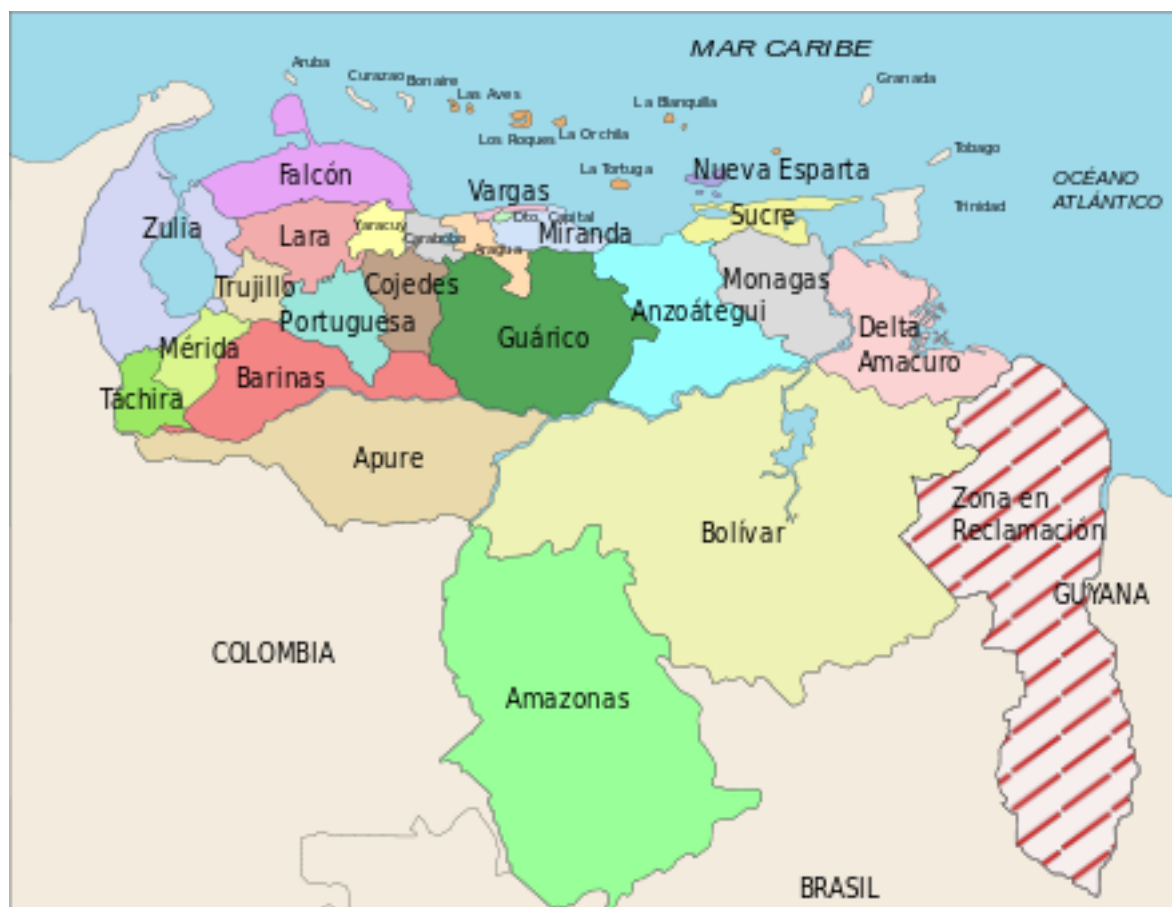 MAR CARIBE
Aruba
Curazao
Bonaire
Las Aves
Los Roques
La Orchila
La Blanquilla
Granada
La Tortuga
Nueva Esparta
Tobago
Trinidad
OCÉANO
ATLÁNTICO
Falcón
Vargas
Dto. Capital
Sucre
Zulia
Lara
Yaracuy
Carabobo
Aragua
Miranda
Trujillo
Cojedes
Monagas
Portuguesa
Guárico
Anzoátegui
Delta
Amacuro
Mérida
Barinas
Táchira
Apure
Bolívar
Zona en
Reclamación
GUYANA
COLOMBIA
Amazonas
BRASIL